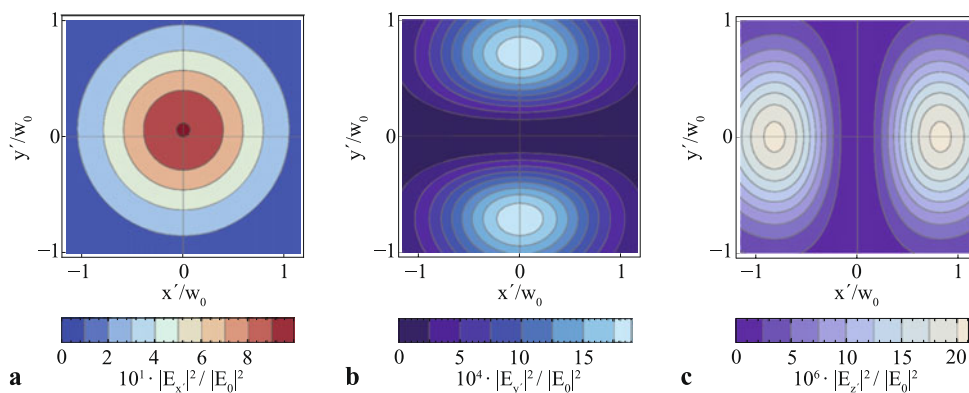 1
0
−1
y′/w₀
−1 0 1
x′/w₀
0 2 4 6 8
10¹ · |Eₓ′|² / |E₀|²
a
1
0
−1
y′/w₀
−1 0 1
x′/w₀
0 5 10 15
10⁴ · |E_y′|² / |E₀|²
b
1
0
−1
y′/w₀
−1 0 1
x′/w₀
0 5 10 15 20
10⁶ · |E_z′|² / |E₀|²
c